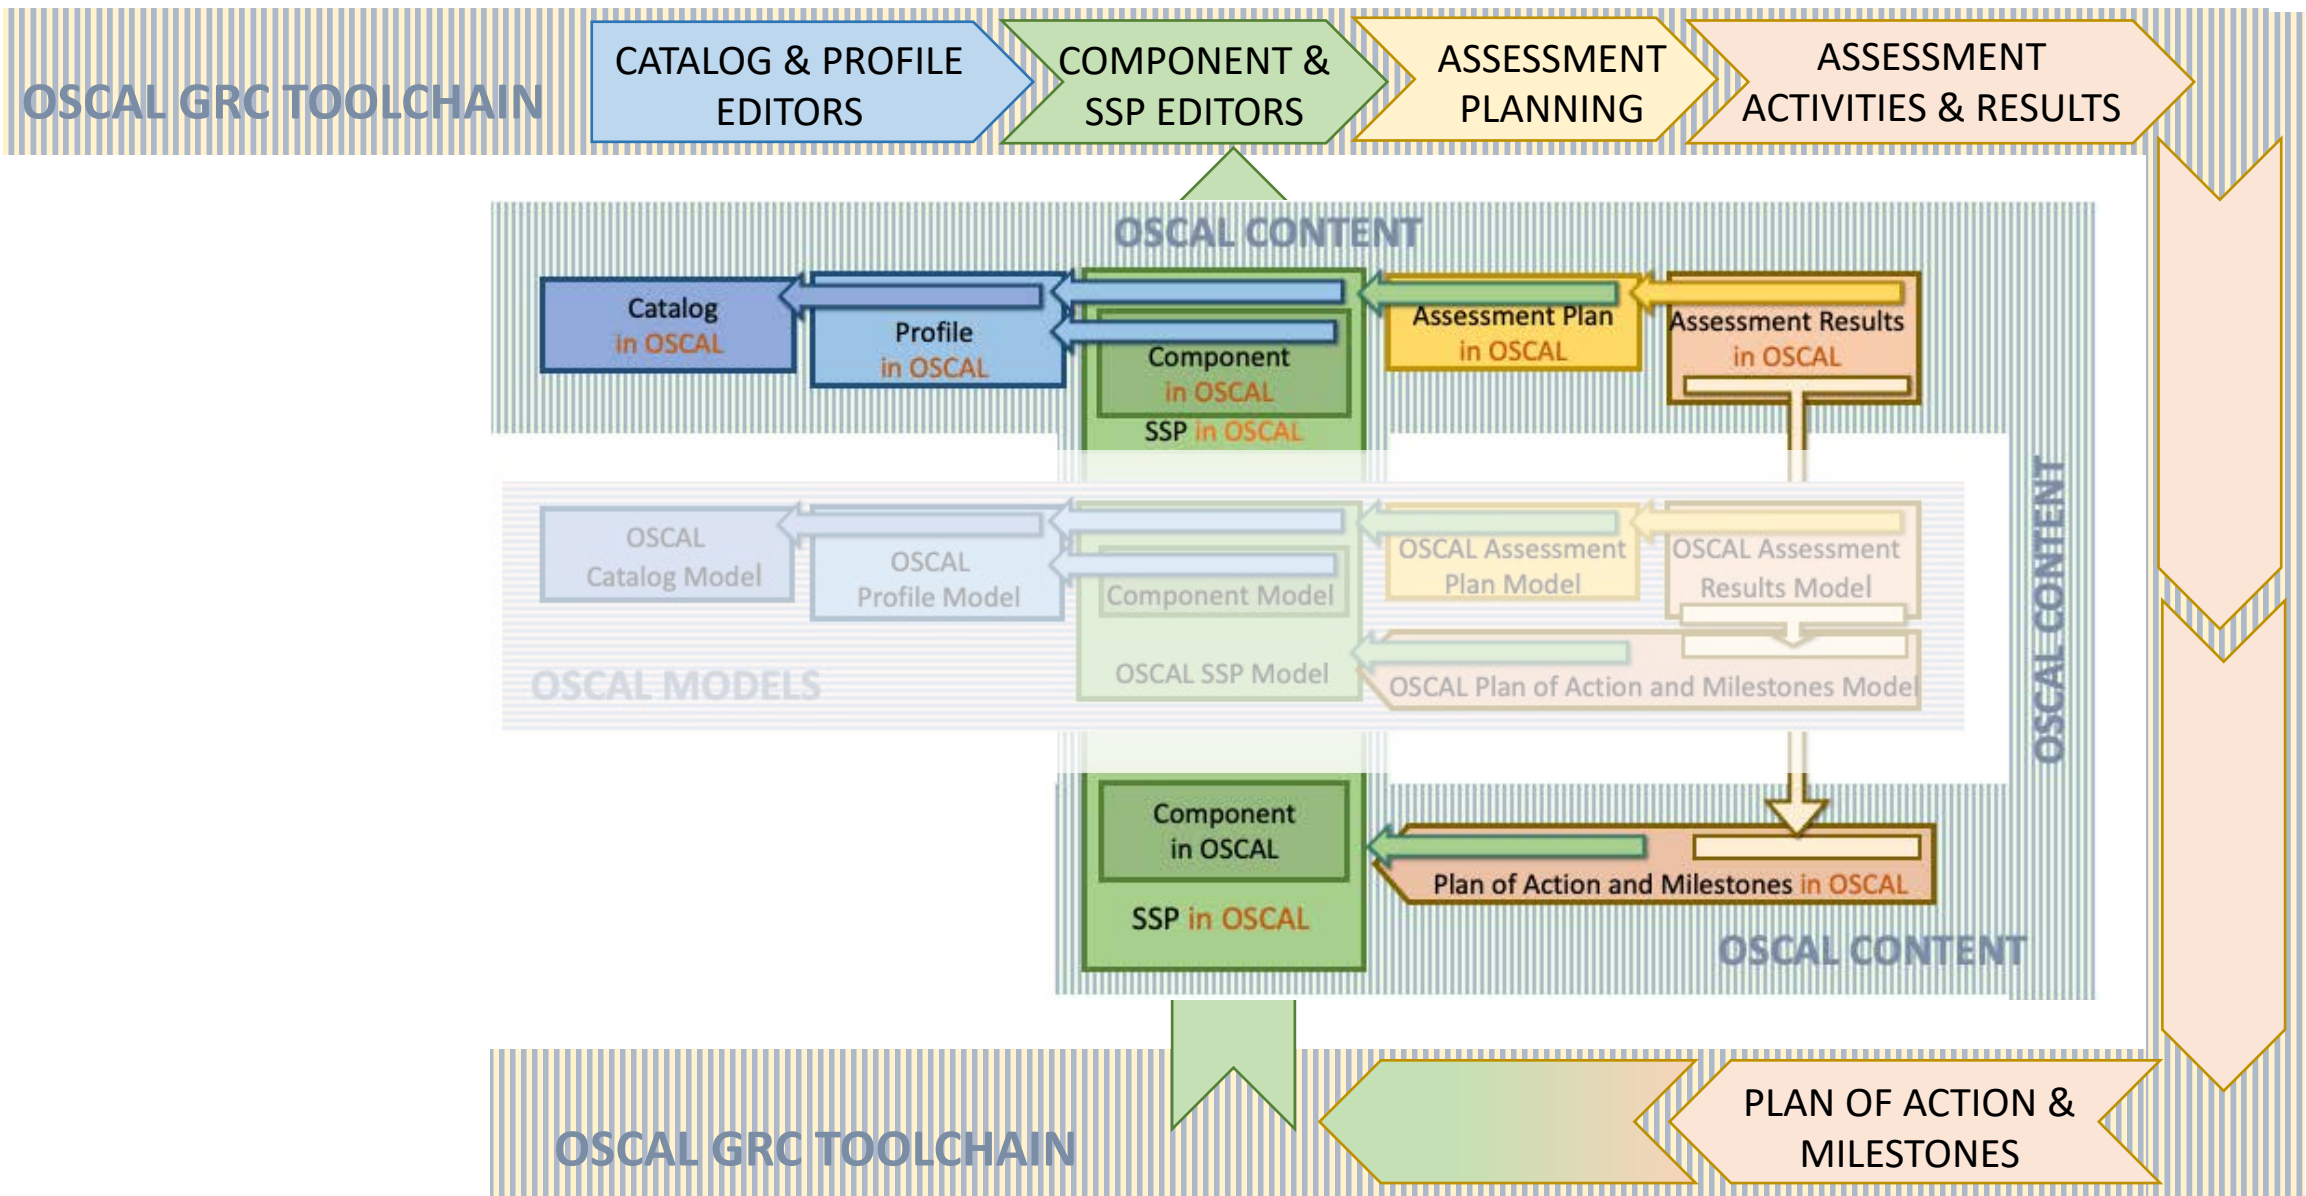 OSCAL GRC TOOLCHAIN
CATALOG & PROFILE
EDITORS
COMPONENT &
SSP EDITORS
ASSESSMENT
PLANNING
ASSESSMENT
ACTIVITIES & RESULTS
OSCAL CONTENT
Catalog
in OSCAL
Profile
in OSCAL
Component
in OSCAL
SSP in OSCAL
Assessment Plan
in OSCAL
Assessment Results
in OSCAL
OSCAL
Catalog Model
OSCAL
Profile Model
Component Model
OSCAL SSP Model
OSCAL Assessment
Plan Model
OSCAL Assessment
Results Model
OSCAL Plan of Action and Milestones Model
OSCAL MODELS
OSCAL CONTENT
Component
in OSCAL
SSP in OSCAL
Plan of Action and Milestones in OSCAL
OSCAL CONTENT
OSCAL GRC TOOLCHAIN
PLAN OF ACTION &
MILESTONES